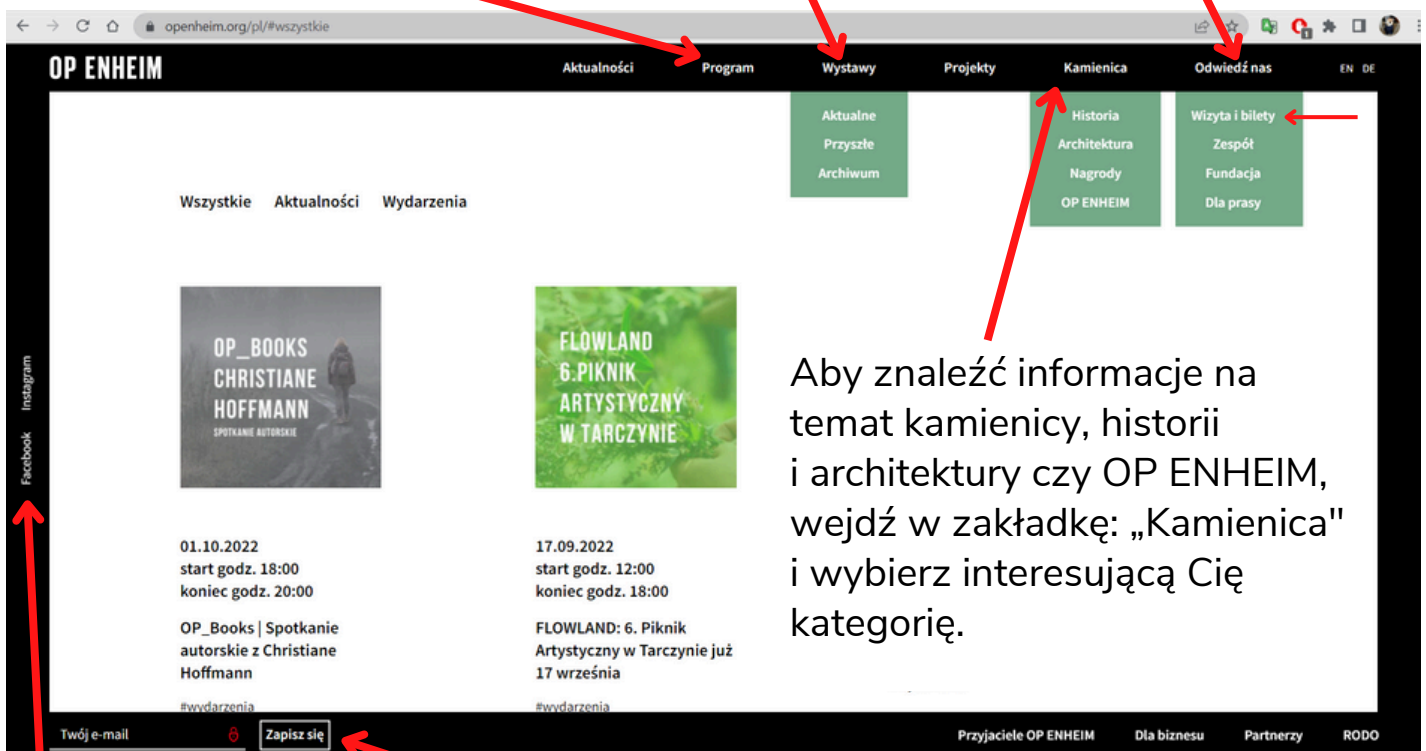 openheim.org/pl/#wszystkie
OP ENHEIM
Aktualności Program Wystawy Projekty Kamienica Odwiedź nas EN DE
Aktualne
Przyszłe
Archiwum
Historia
Architektura
Nagrody
OP ENHEIM
Wizyta i bilety
Zespół
Fundacja
Dla prasy
Wszystkie Aktualności Wydarzenia
OP_BOOKS
CHRISTIANE
HOFFMANN
SPOTKANIE AUTORSKIE
FLOWLAND
6.PIKNIK
ARTYSTYCZNY
W TARCZYNIE
Instagram
Facebook
Aby znaleźć informacje na
temat kamienicy, historii
i architektury czy OP ENHEIM,
wejdź w zakładkę: „Kamienica"
i wybierz interesującą Cię
kategorię.
01.10.2022
start godz. 18:00
koniec godz. 20:00
OP_Books | Spotkanie
autorskie z Christiane
Hoffmann
#wydarzenia
17.09.2022
start godz. 12:00
koniec godz. 18:00
FLOWLAND: 6. Piknik
Artystyczny w Tarczynie już
17 września
#wydarzenia
Twój e-mail Zapisz się Przyjaciele OP ENHEIM Dla biznesu Partnerzy RODO